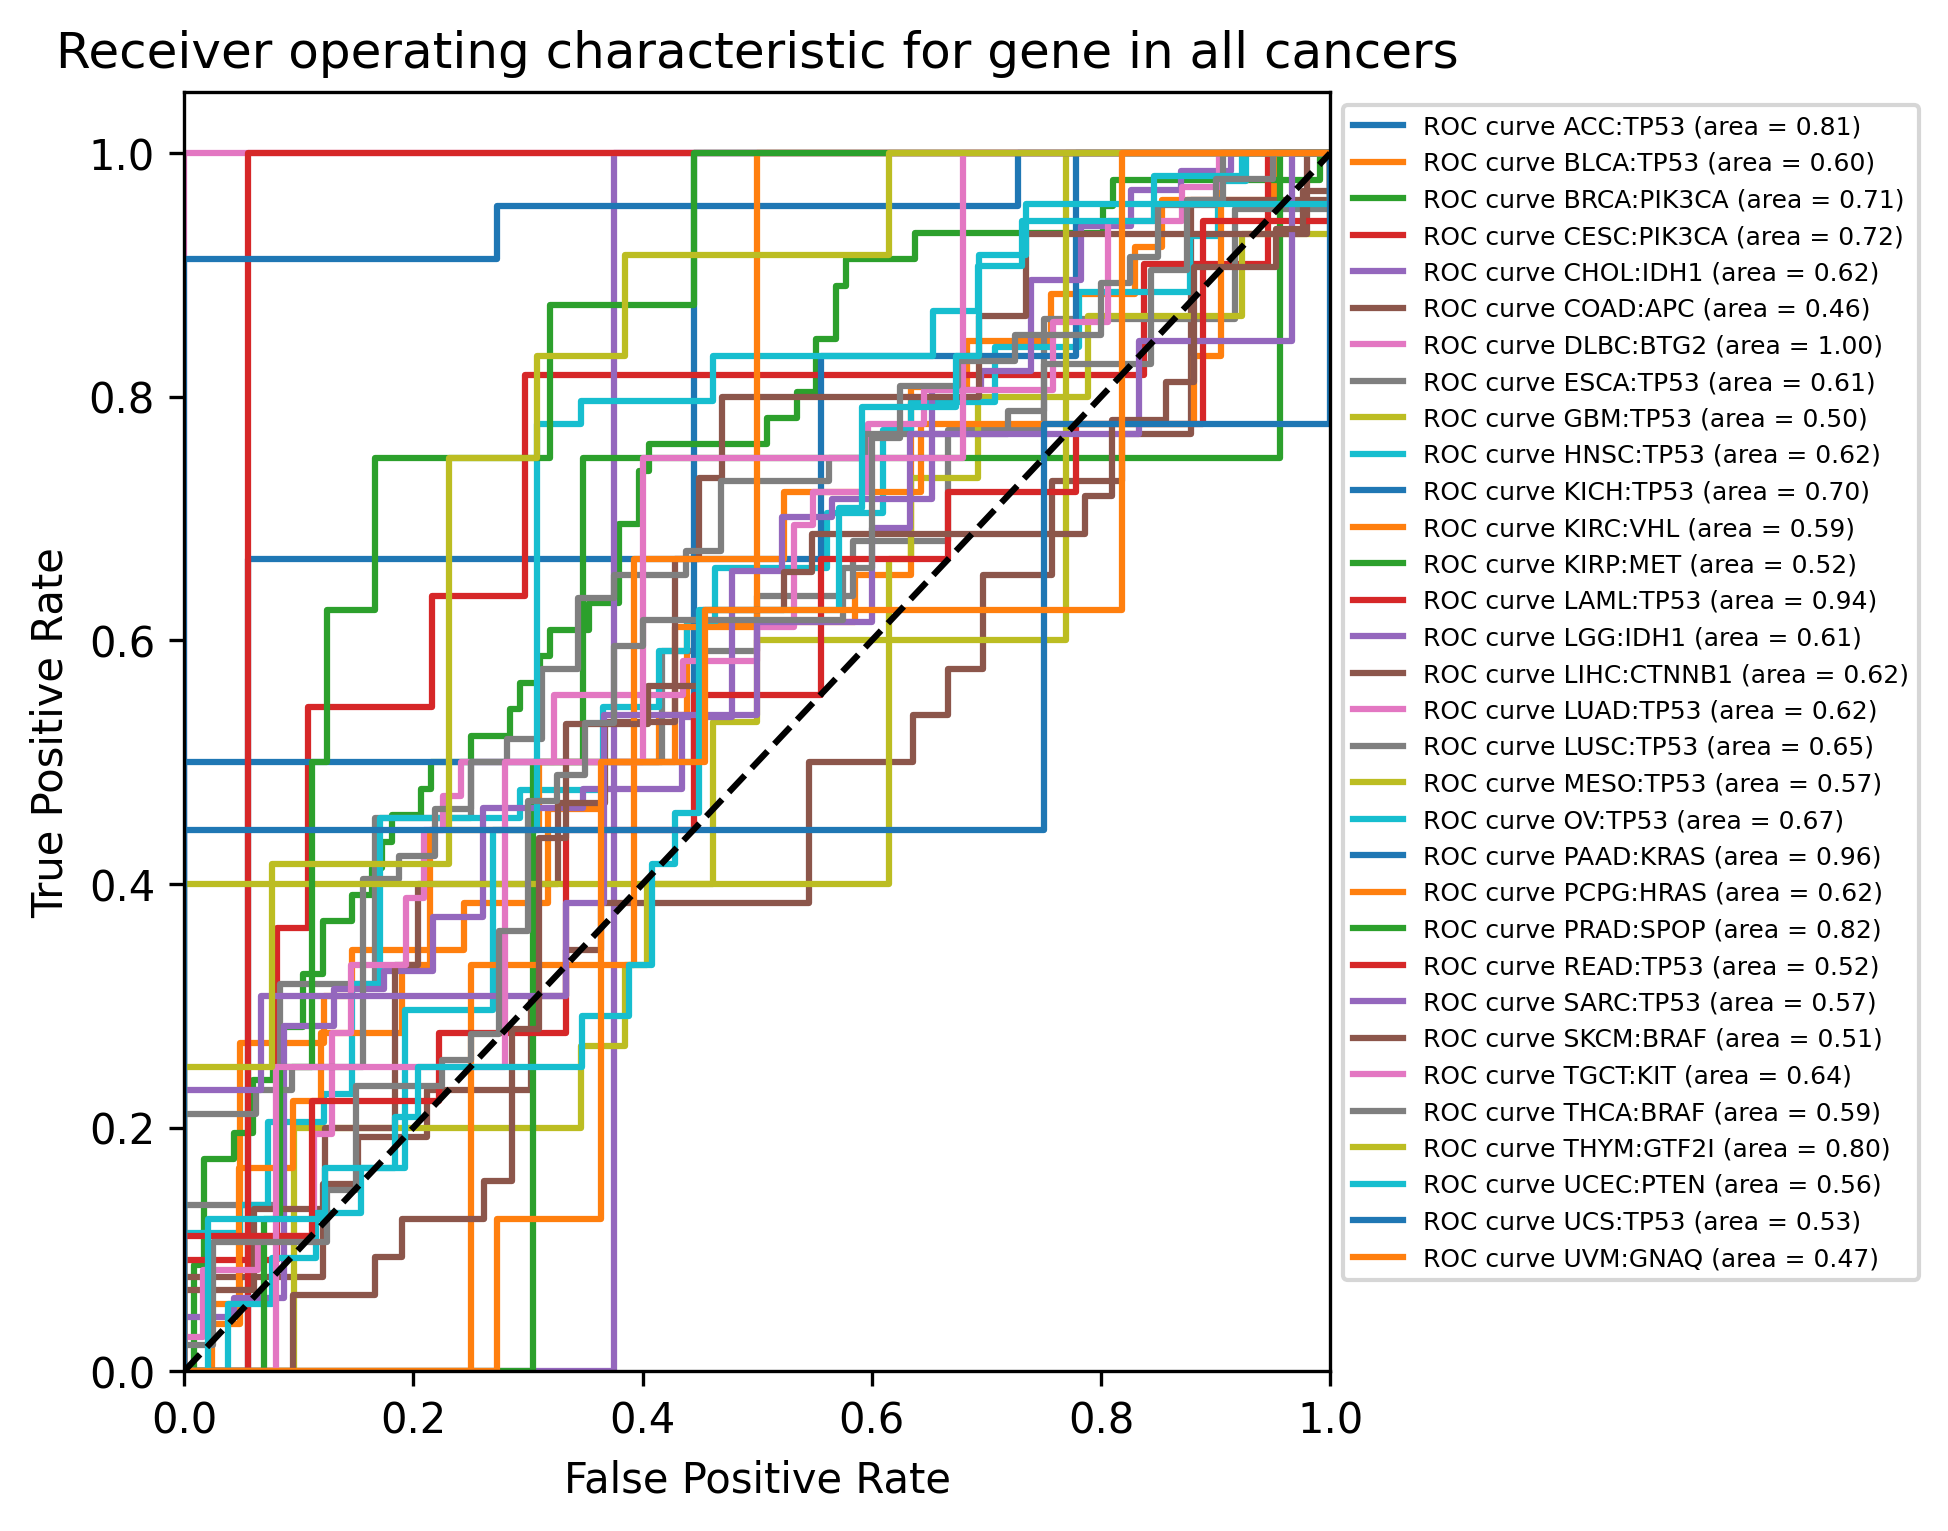 Receiver operating characteristic for gene in all cancers
True Positive Rate
1.0
0.8
0.6
0.4
0.2
0.0
0.0 0.2 0.4 0.6 0.8 1.0
False Positive Rate
ROC curve ACC:TP53 (area = 0.81)
ROC curve BLCA:TP53 (area = 0.60)
ROC curve BRCA:PIK3CA (area = 0.71)
ROC curve CESC:PIK3CA (area = 0.72)
ROC curve CHOL:IDH1 (area = 0.62)
ROC curve COAD:APC (area = 0.46)
ROC curve DLBC:BTG2 (area = 1.00)
ROC curve ESCA:TP53 (area = 0.61)
ROC curve GBM:TP53 (area = 0.50)
ROC curve HNSC:TP53 (area = 0.62)
ROC curve KICH:TP53 (area = 0.70)
ROC curve KIRC:VHL (area = 0.59)
ROC curve KIRP:MET (area = 0.52)
ROC curve LAML:TP53 (area = 0.94)
ROC curve LGG:IDH1 (area = 0.61)
ROC curve LIHC:CTNNB1 (area = 0.62)
ROC curve LUAD:TP53 (area = 0.62)
ROC curve LUSC:TP53 (area = 0.65)
ROC curve MESO:TP53 (area = 0.57)
ROC curve OV:TP53 (area = 0.67)
ROC curve PAAD:KRAS (area = 0.96)
ROC curve PCPG:HRAS (area = 0.62)
ROC curve PRAD:SPOP (area = 0.82)
ROC curve READ:TP53 (area = 0.52)
ROC curve SARC:TP53 (area = 0.57)
ROC curve SKCM:BRAF (area = 0.51)
ROC curve TGCT:KIT (area = 0.64)
ROC curve THCA:BRAF (area = 0.59)
ROC curve THYM:GTF2I (area = 0.80)
ROC curve UCEC:PTEN (area = 0.56)
ROC curve UCS:TP53 (area = 0.53)
ROC curve UVM:GNAQ (area = 0.47)